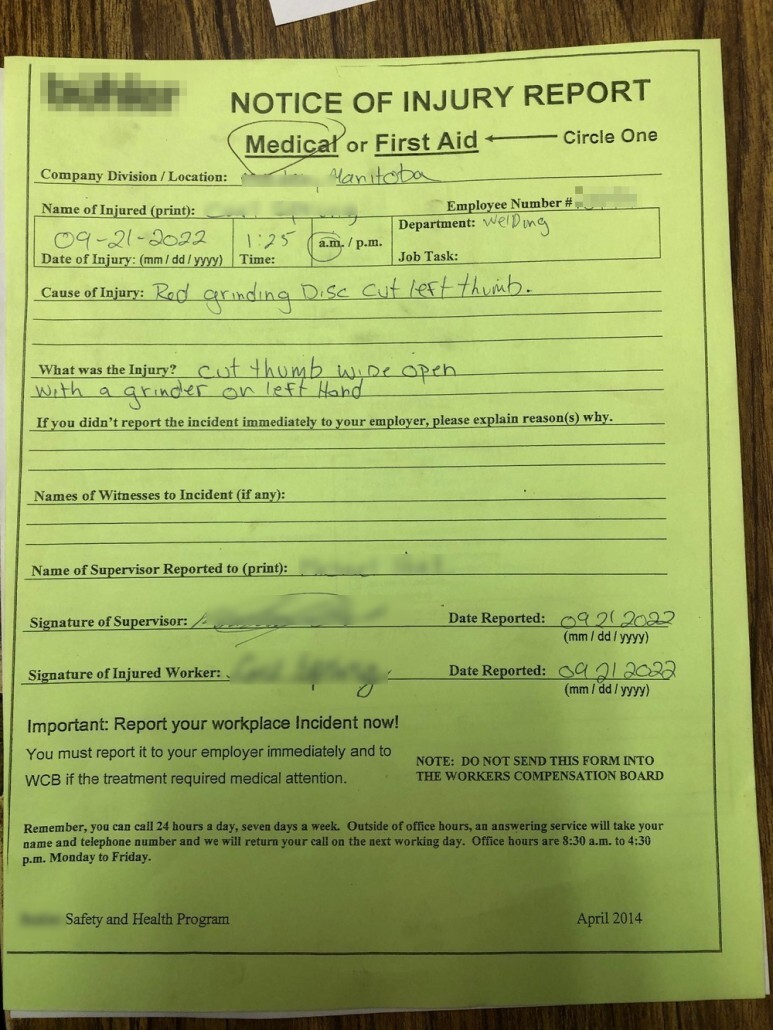 NOTICE OF INJURY REPORT
Medical or First Aid ← Circle One
Company Division / Location: , Manitoba
Name of Injured (print): Employee Number #
09-21-2022 1:25 a.m. / p.m. Department: Welding
Date of Injury: (mm / dd / yyyy) Time: Job Task:
Cause of Injury: Red grinding Disc cut left thumb.
What was the Injury? cut thumb wide open
with a grinder on left Hand
If you didn't report the incident immediately to your employer, please explain reason(s) why.
Names of Witnesses to Incident (if any):
Name of Supervisor Reported to (print):
Signature of Supervisor: Date Reported: 09 21 2022
(mm / dd / yyyy)
Signature of Injured Worker: Date Reported: 09 21 2022
(mm / dd / yyyy)
Important: Report your workplace Incident now!
You must report it to your employer immediately and to
WCB if the treatment required medical attention.
NOTE: DO NOT SEND THIS FORM INTO
THE WORKERS COMPENSATION BOARD
Remember, you can call 24 hours a day, seven days a week. Outside of office hours, an answering service will take your
name and telephone number and we will return your call on the next working day. Office hours are 8:30 a.m. to 4:30
p.m. Monday to Friday.
Safety and Health Program April 2014